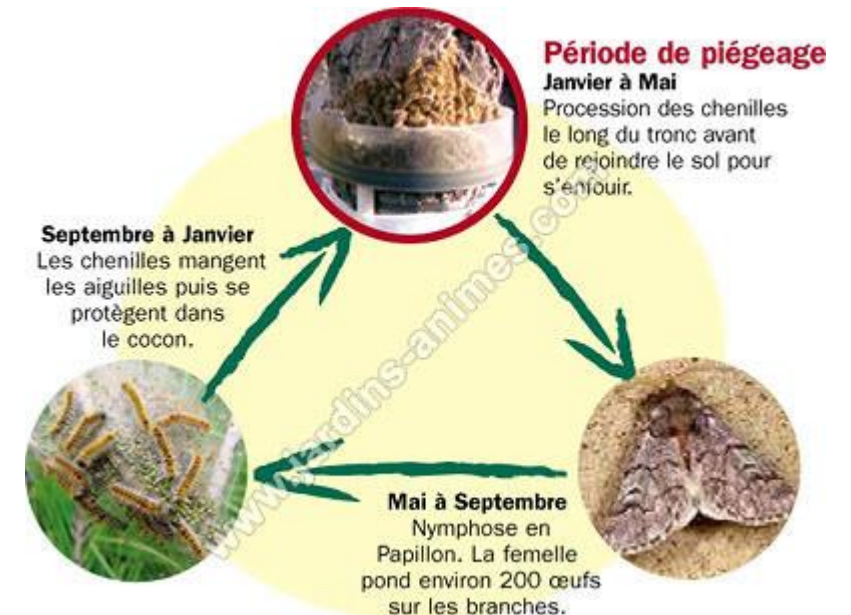 Période de piégeage
Janvier à Mai
Procession des chenilles
le long du tronc avant
de rejoindre le sol pour
s'enfouir.
Mai à Septembre
Nymphose en
Papillon. La femelle
pond environ 200 œufs
sur les branches.
Septembre à Janvier
Les chenilles mangent
les aiguilles puis se
protègent dans
le cocon.
www.jardins-animes.com